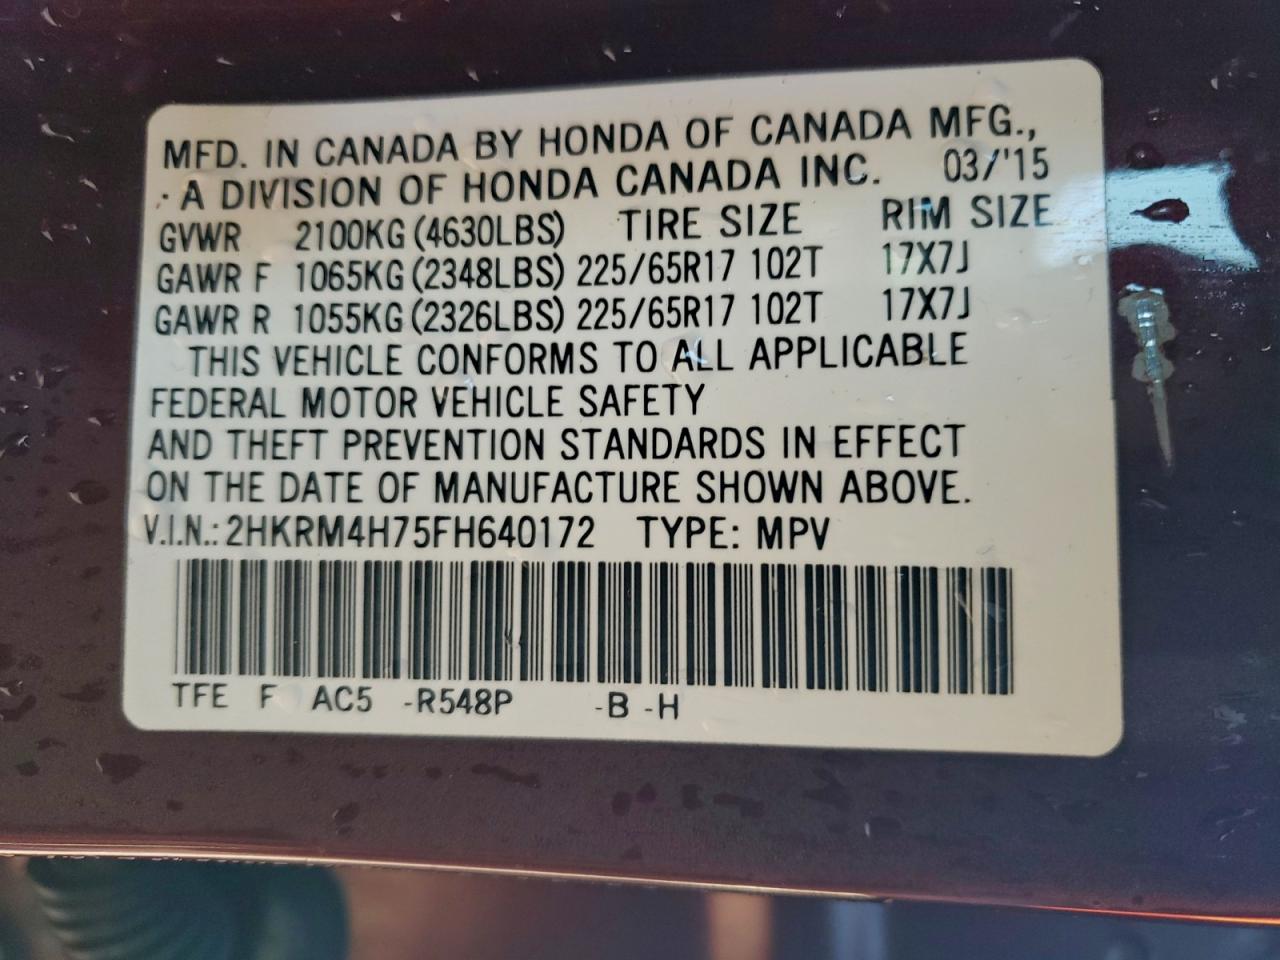 MFD. IN CANADA BY HONDA OF CANADA MFG.,
A DIVISION OF HONDA CANADA INC. 03/'15
GVWR 2100KG (4630LBS) TIRE SIZE RIM SIZE
GAWR F 1065KG (2348LBS) 225/65R17 102T 17X7J
GAWR R 1055KG (2326LBS) 225/65R17 102T 17X7J
THIS VEHICLE CONFORMS TO ALL APPLICABLE
FEDERAL MOTOR VEHICLE SAFETY
AND THEFT PREVENTION STANDARDS IN EFFECT
ON THE DATE OF MANUFACTURE SHOWN ABOVE.
V.I.N.: 2HKRM4H75FH640172 TYPE: MPV
TFE F AC5 -R548P -B -H